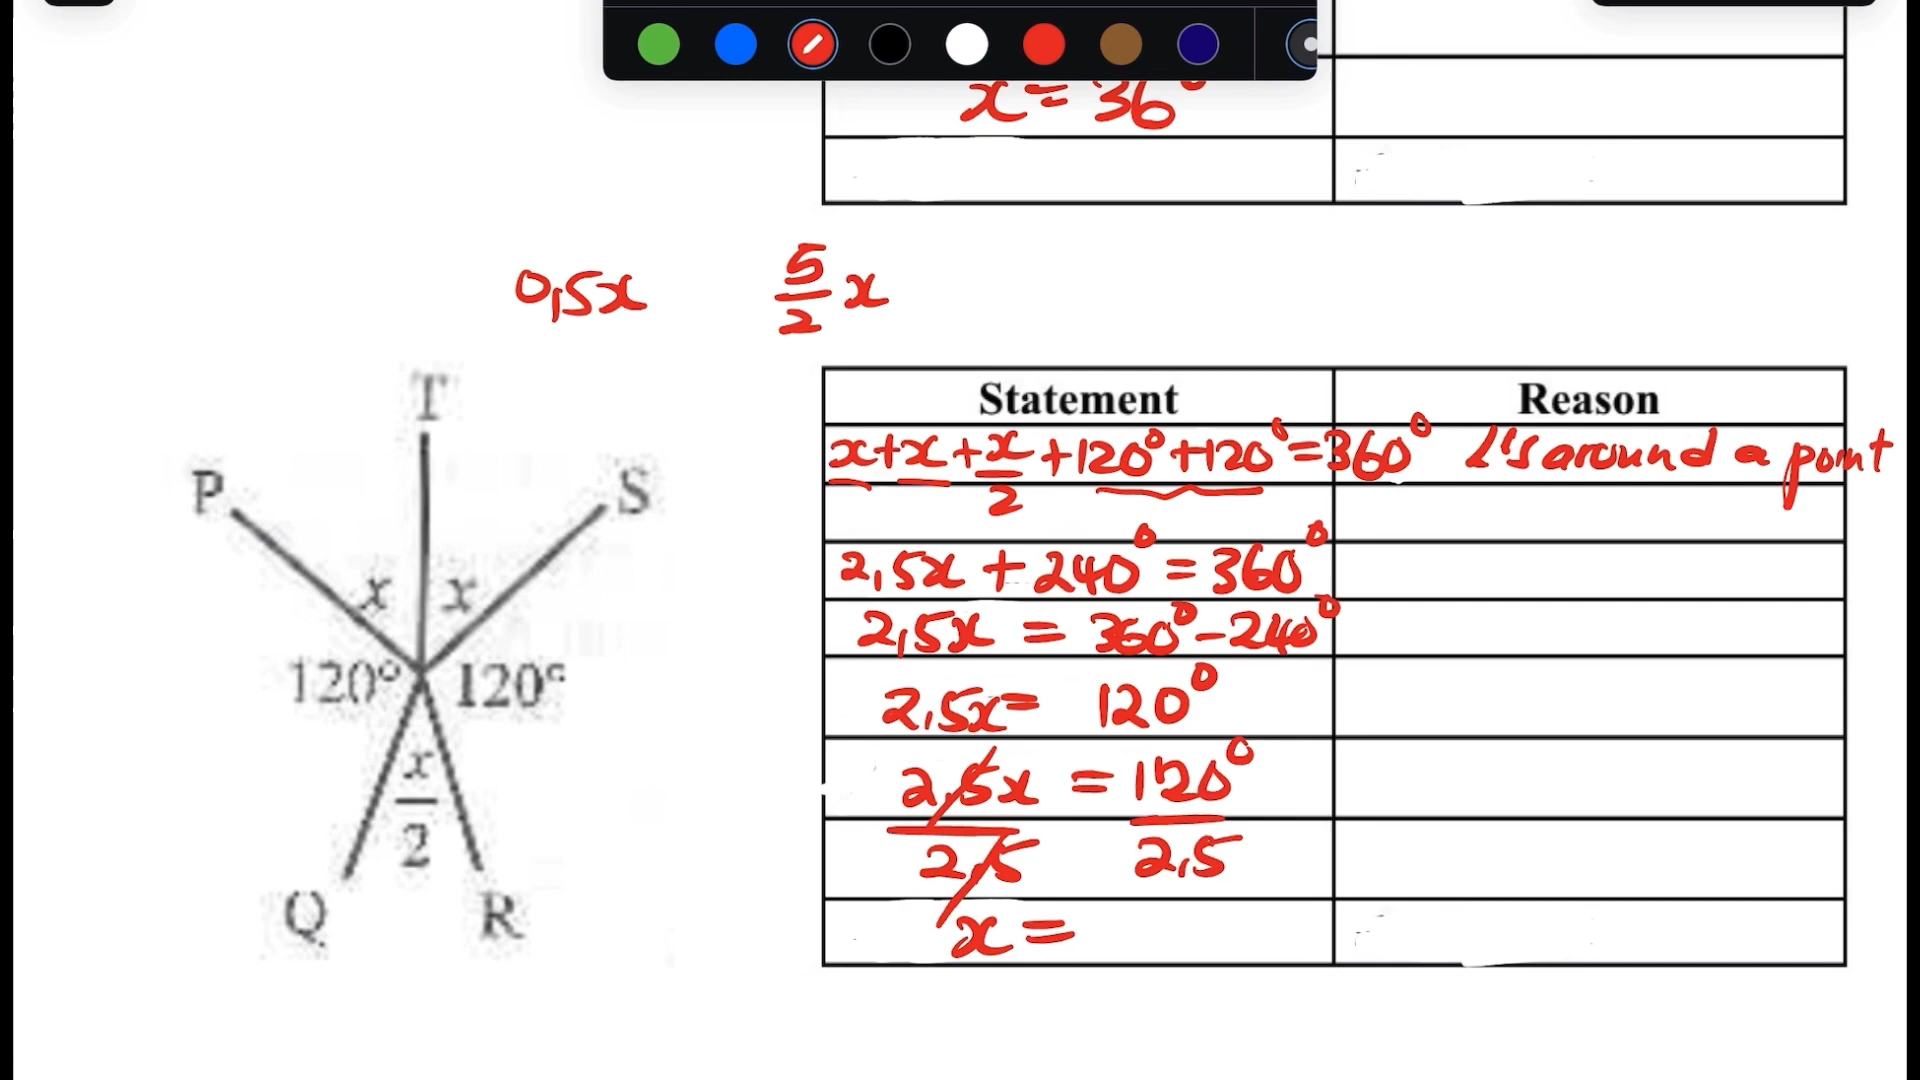 x = 36°
0,5x
5/2 x
T
P
S
x
x
120°
120°
x/2
Q
R
Statement Reason
x+x+x/2+120°+120°=360° L's around a point
2,5x + 240° = 360°
2,5x = 360° - 240°
2,5x = 120°
2,5x/2,5 = 120°/2,5
x =